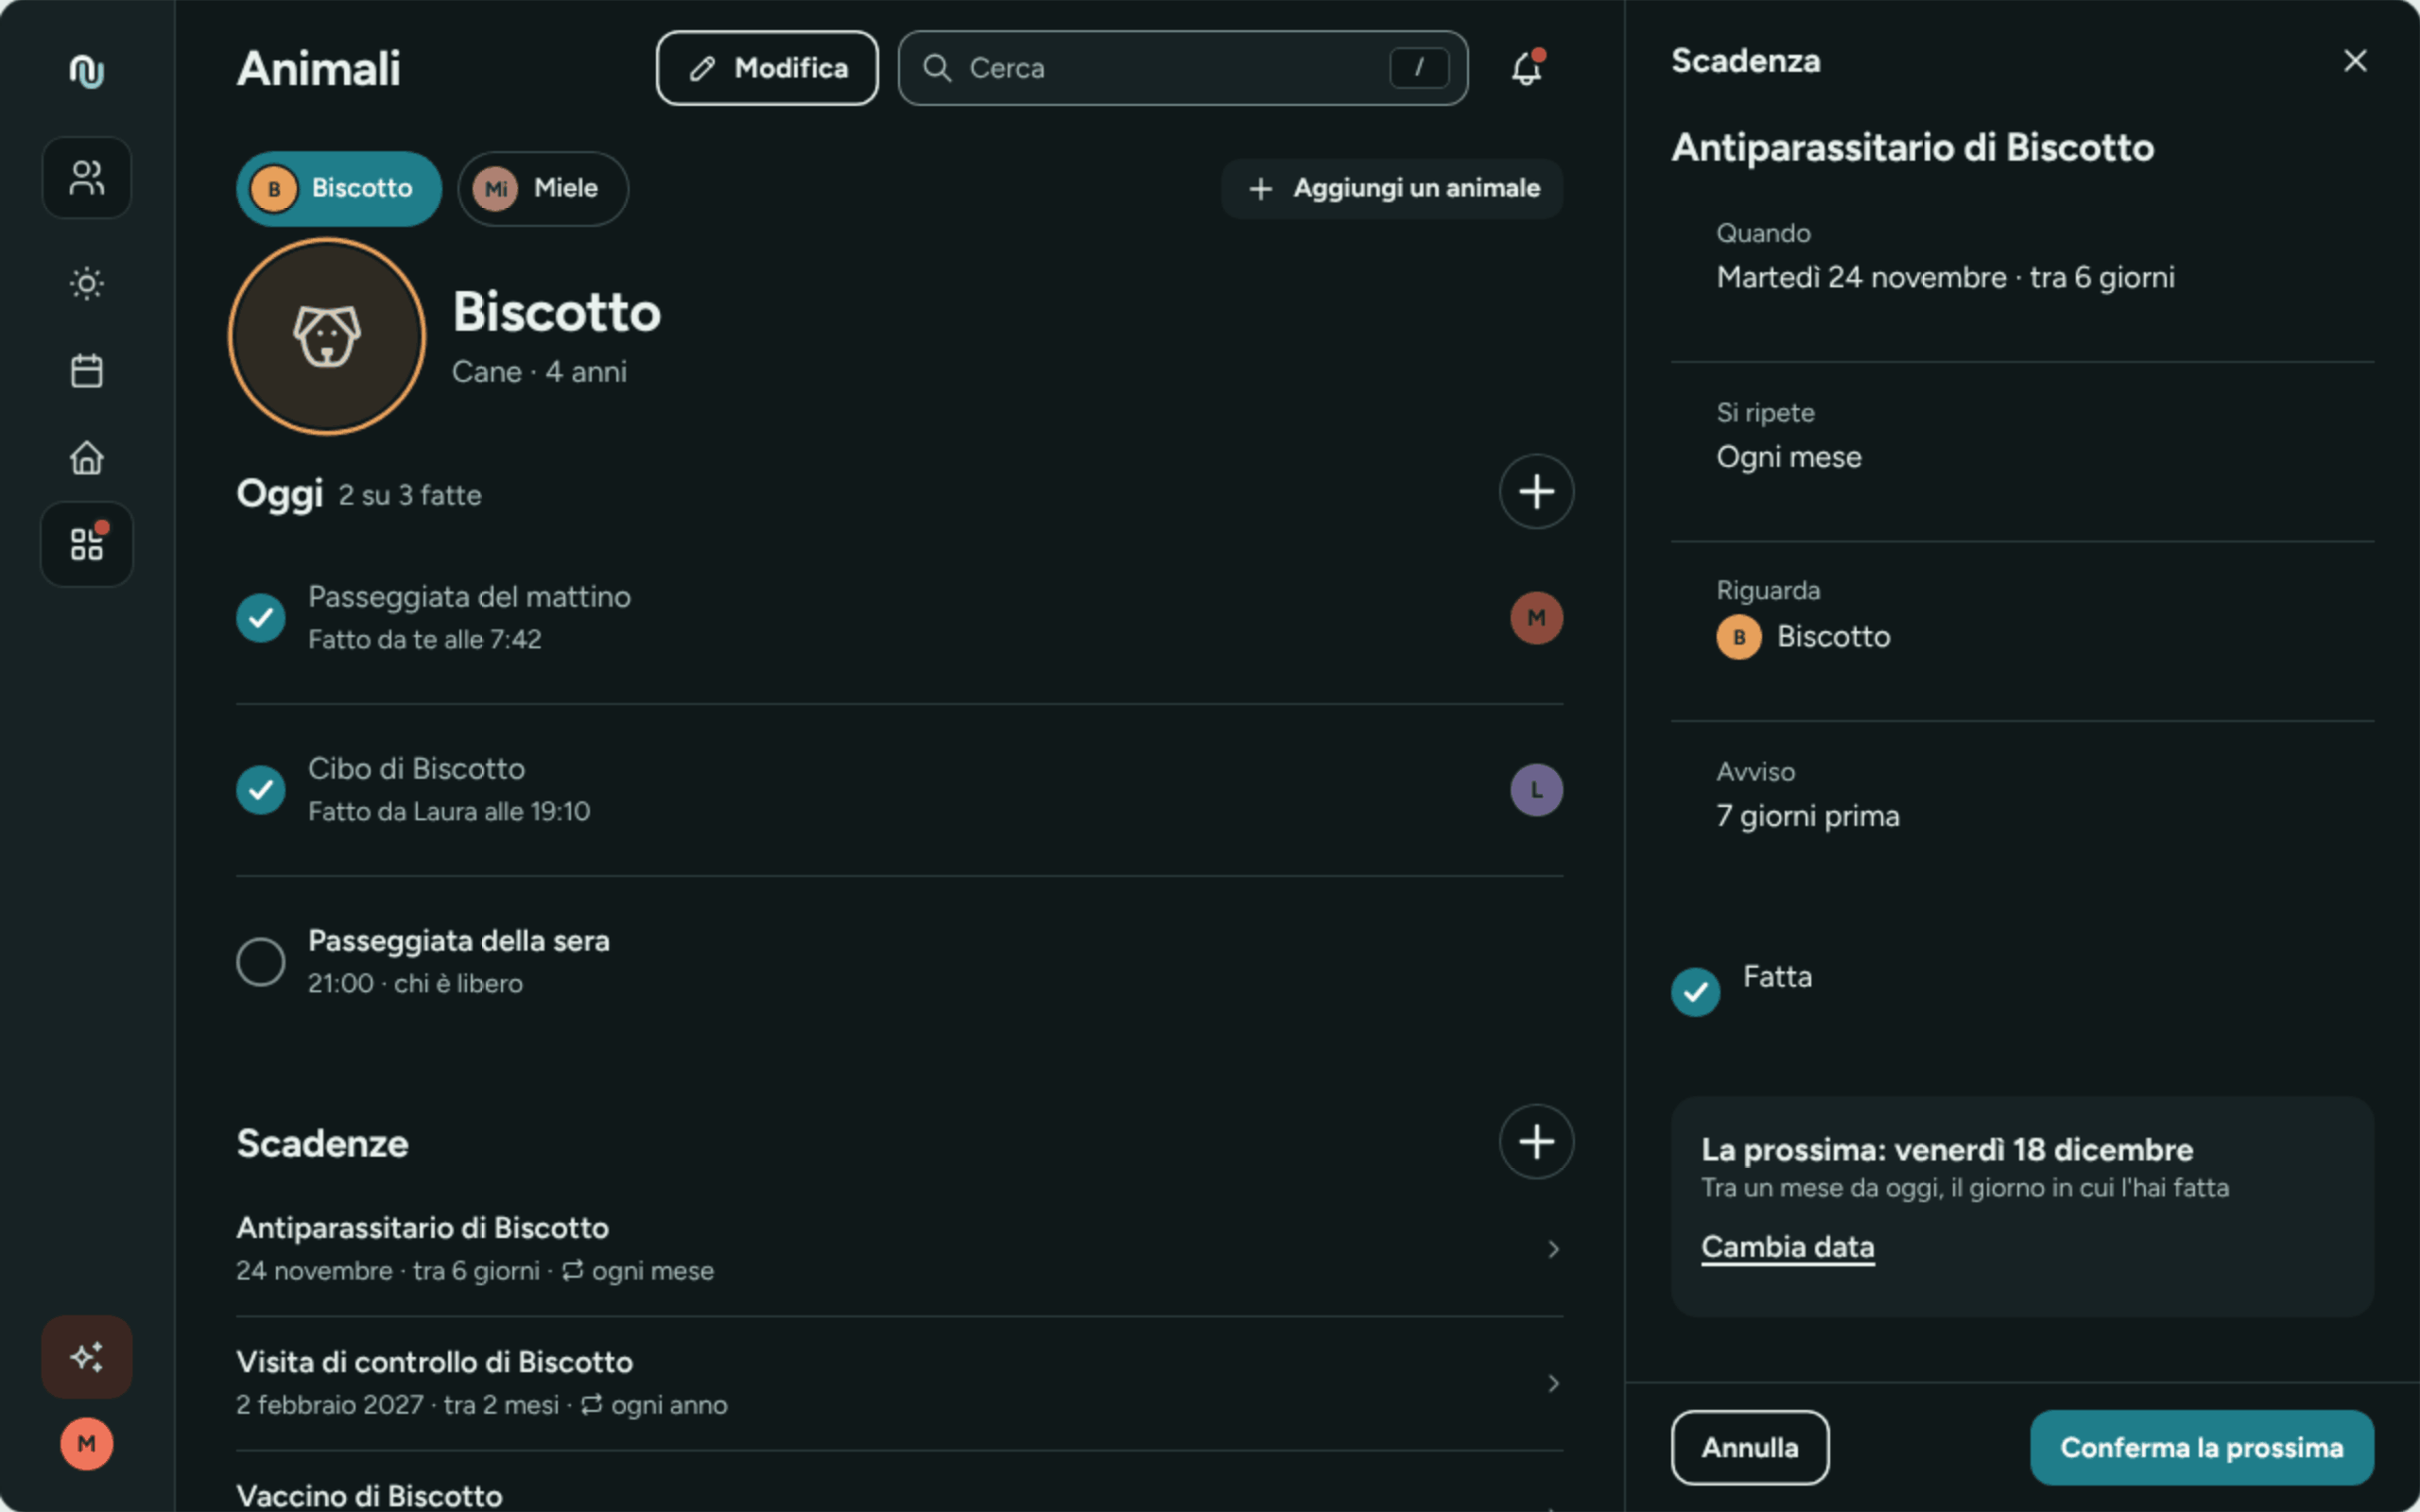 Animali
Modifica
Cerca
/
B
Biscotto
Mi
Miele
Aggiungi un animale
Biscotto
Cane · 4 anni
Oggi
2 su 3 fatte
Passeggiata del mattino
Fatto da te alle 7:42
M
Cibo di Biscotto
Fatto da Laura alle 19:10
L
Passeggiata della sera
21:00 · chi è libero
Scadenze
Antiparassitario di Biscotto
24 novembre · tra 6 giorni · ogni mese
Visita di controllo di Biscotto
2 febbraio 2027 · tra 2 mesi · ogni anno
Vaccino di Biscotto
M
Scadenza
Antiparassitario di Biscotto
Quando
Martedì 24 novembre · tra 6 giorni
Si ripete
Ogni mese
Riguarda
B
Biscotto
Avviso
7 giorni prima
Fatta
La prossima: venerdì 18 dicembre
Tra un mese da oggi, il giorno in cui l'hai fatta
Cambia data
Annulla
Conferma la prossima